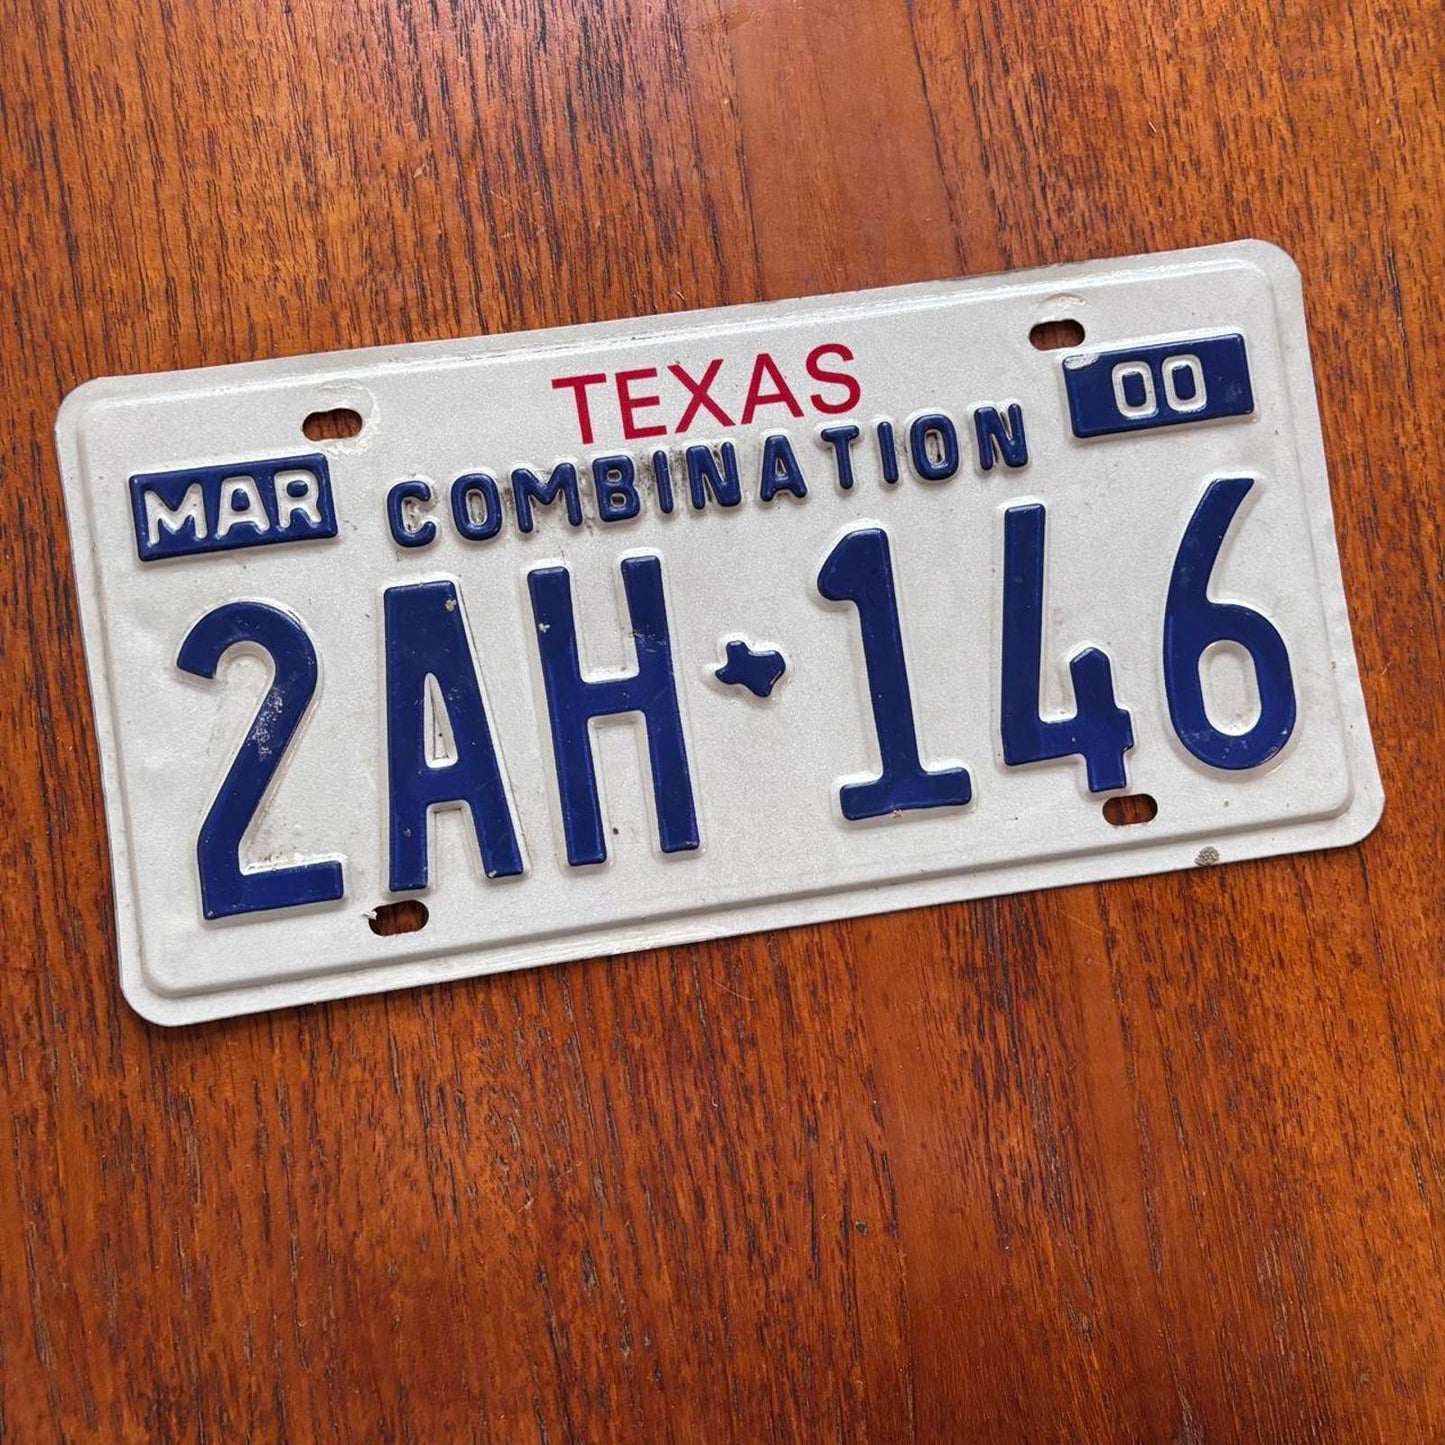 TEXAS
MAR COMBINATION 00
2AH 146